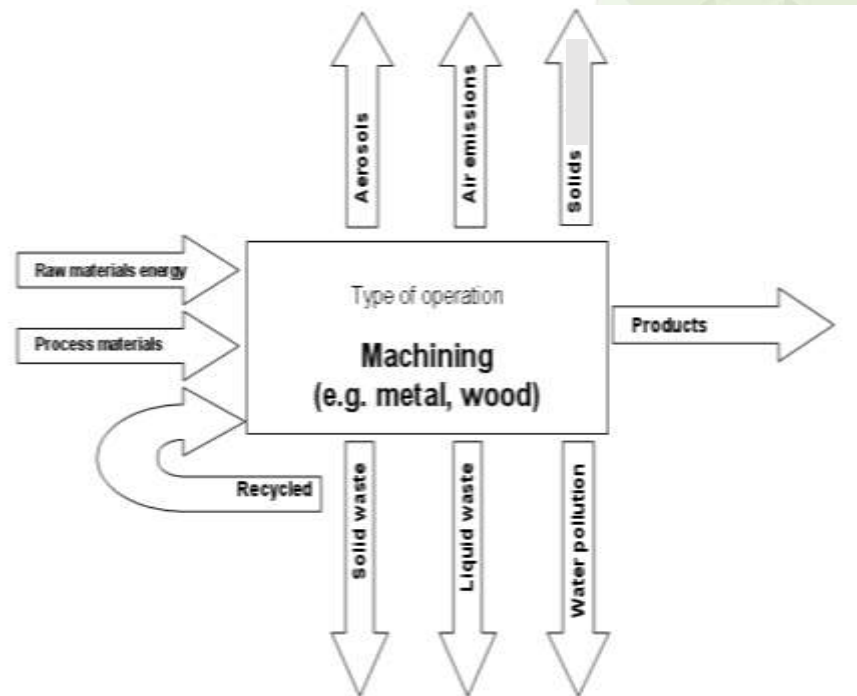 Aerosols
Air emissions
Solids
Raw materials energy
Process materials
Recycled
Type of operation
Machining
(e.g. metal, wood)
Products
Solid waste
Liquid waste
Water pollution